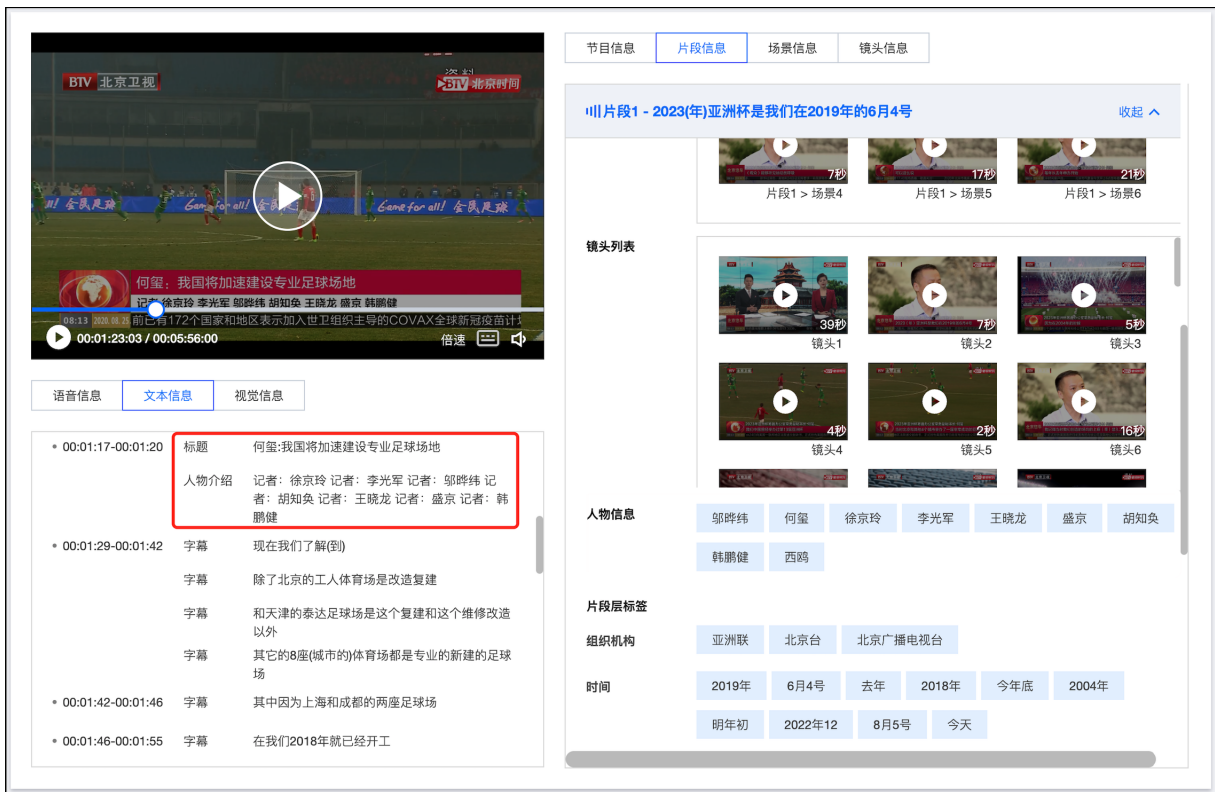 BTV 北京卫视
资料
BTV 北京时间
全民足球
Game for all!
Game for all! 全民足球
何玺：我国将加速建设专业足球场地
记者 徐京玲 李光军 邬晔纬 胡知奂 王晓龙 盛京 韩鹏健
08:13 2020.08.25 前已有172个国家和地区表示加入世卫组织主导的COVAX全球新冠疫苗计划
00:01:23:03 / 00:05:56:00
倍速
语音信息
文本信息
视觉信息
00:01:17-00:01:20 标题 何玺:我国将加速建设专业足球场地
人物介绍 记者：徐京玲 记者：李光军 记者：邬晔纬 记
者：胡知奂 记者：王晓龙 记者：盛京 记者：韩
鹏健
00:01:29-00:01:42 字幕 现在我们了解(到)
字幕 除了北京的工人体育场是改造复建
字幕 和天津的泰达足球场是这个复建和这个维修改造
以外
字幕 其它的8座(城市的)体育场都是专业的新建的足球
场
00:01:42-00:01:46 字幕 其中因为上海和成都的两座足球场
00:01:46-00:01:55 字幕 在我们2018年就已经开工
节目信息
片段信息
场景信息
镜头信息
片段1 - 2023(年)亚洲杯是我们在2019年的6月4号
收起
7秒 17秒 21秒
片段1 > 场景4 片段1 > 场景5 片段1 > 场景6
镜头列表
39秒 7秒 5秒
镜头1 镜头2 镜头3
4秒 2秒 16秒
镜头4 镜头5 镜头6
人物信息 邬晔纬 何玺 徐京玲 李光军 王晓龙 盛京 胡知奂
韩鹏健 西鸥
片段层标签
组织机构 亚洲联 北京台 北京广播电视台
时间 2019年 6月4号 去年 2018年 今年底 2004年
明年初 2022年12 8月5号 今天